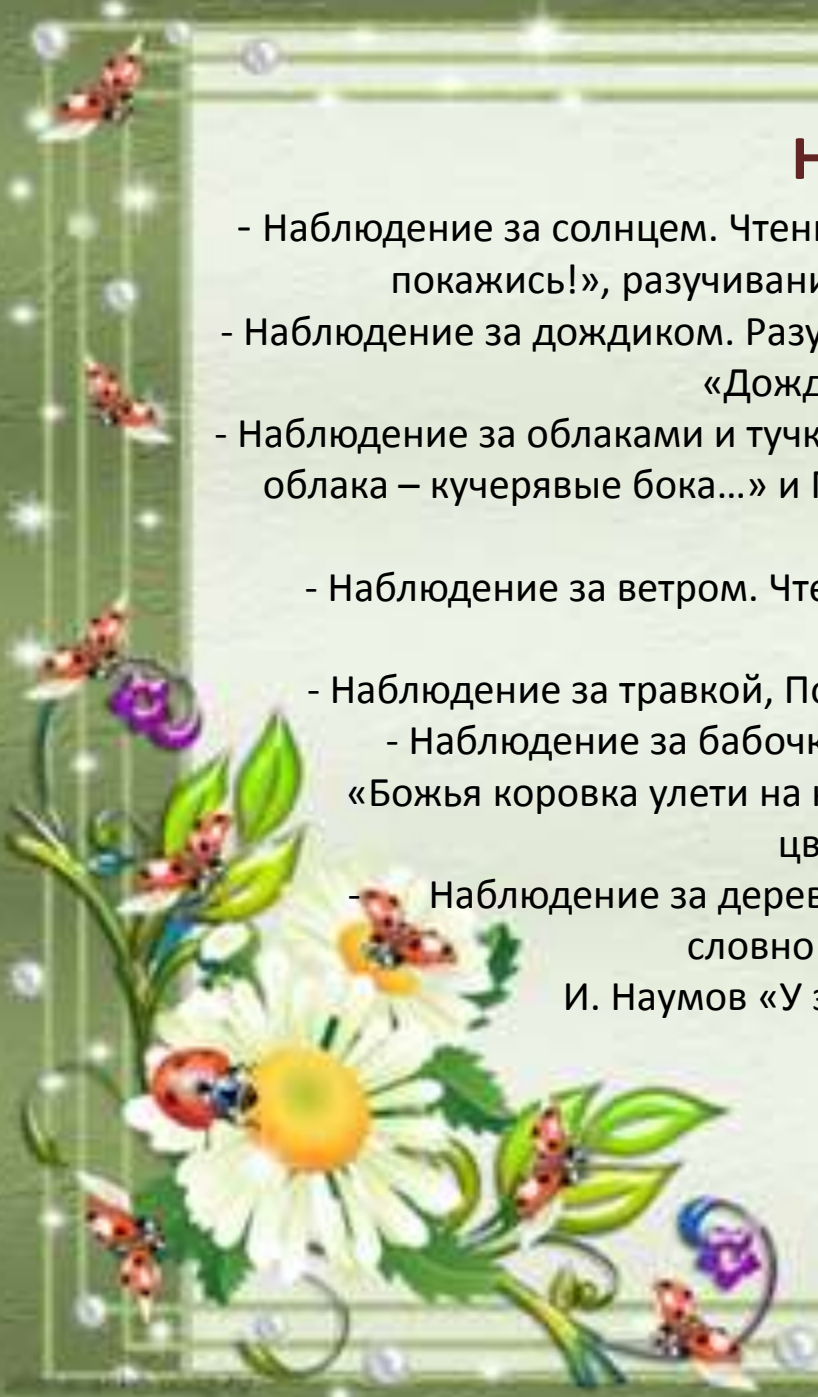 Н
- Наблюдение за солнцем. Чтен
покажись!», разучивани
- Наблюдение за дождиком. Разу
«Дожд
- Наблюдение за облаками и тучк
облака – кучерявые бока...» и
- Наблюдение за ветром. Чте
- Наблюдение за травкой, По
- Наблюдение за бабочк
«Божья коровка улети на
цв
- Наблюдение за дерев
словно
И. Наумов «У з